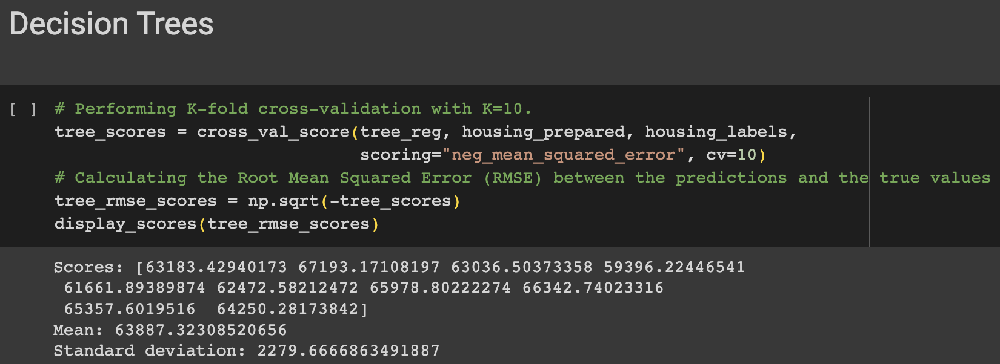 Decision Trees
[ ] # Performing K-fold cross-validation with K=10.
tree_scores = cross_val_score(tree_reg, housing_prepared, housing_labels,
scoring="neg_mean_squared_error", cv=10)
# Calculating the Root Mean Squared Error (RMSE) between the predictions and the true values
tree_rmse_scores = np.sqrt(-tree_scores)
display_scores(tree_rmse_scores)
Scores: [63183.42940173 67193.17108197 63036.50373358 59396.22446541
61661.89389874 62472.58212472 65978.80222274 66342.74023316
65357.6019516  64250.28173842]
Mean: 63887.32308520656
Standard deviation: 2279.6666863491887